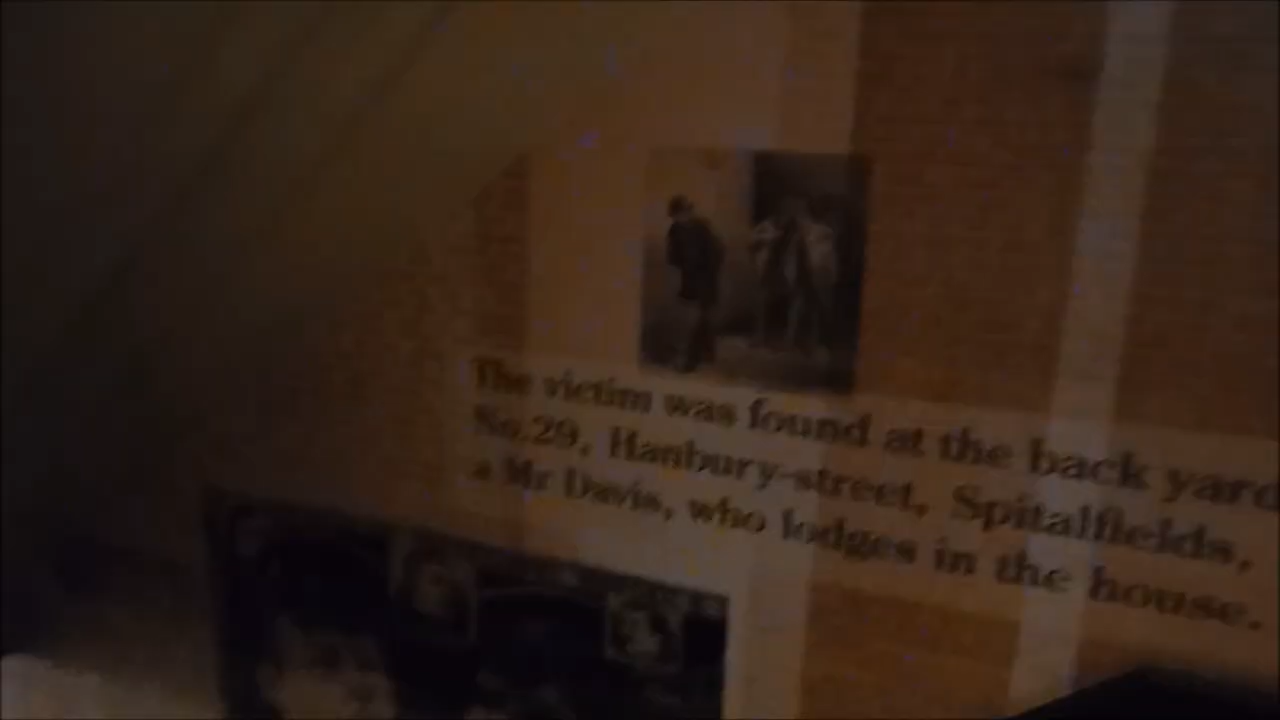 The victim was found at the back yard
No.29, Hanbury-street, Spitalfields,
a Mr Davis, who lodges in the house.